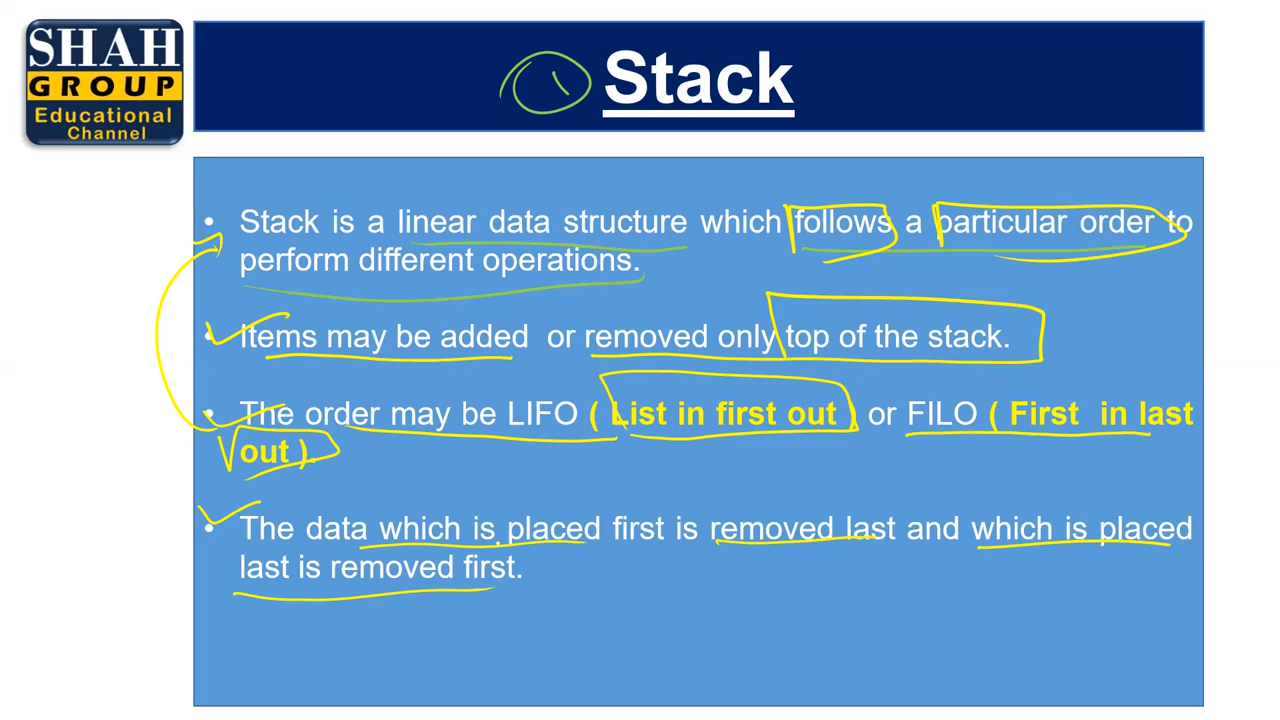 SHAH
GROUP
Educational
Channel
Stack
• Stack is a linear data structure which follows a particular order to
perform different operations.
• Items may be added or removed only top of the stack.
• The order may be LIFO ( List in first out ) or FILO ( First in last
out ).
• The data which is placed first is removed last and which is placed
last is removed first.